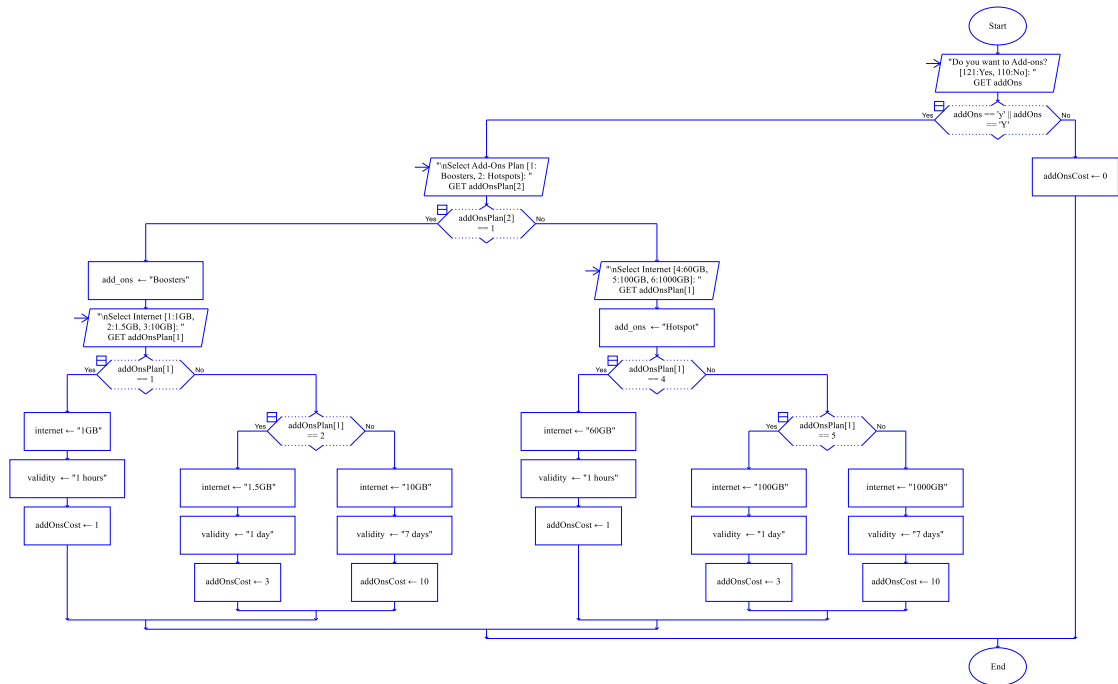 Start
"Do you want to Add-ons?
[121:Yes, 110:No]: "
GET addOns
addOns == 'y' || addOns
== 'Y'
Yes
No
"\nSelect Add-Ons Plan [1:
Boosters, 2: Hotspots]: "
GET addOnsPlan[2]
addOnsCost ← 0
addOnsPlan[2]
== 1
Yes
No
add_ons ← "Boosters"
"\nSelect Internet [4:60GB,
5:100GB, 6:1000GB]: "
GET addOnsPlan[1]
"\nSelect Internet [1:1GB,
2:1.5GB, 3:10GB]: "
GET addOnsPlan[1]
add_ons ← "Hotspot"
addOnsPlan[1]
== 1
Yes
No
addOnsPlan[1]
== 4
Yes
No
internet ← "1GB"
addOnsPlan[1]
== 2
Yes
No
internet ← "60GB"
addOnsPlan[1]
== 5
Yes
No
validity ← "1 hours"
internet ← "1.5GB"
internet ← "10GB"
validity ← "1 hours"
internet ← "100GB"
internet ← "1000GB"
addOnsCost ← 1
validity ← "1 day"
validity ← "7 days"
addOnsCost ← 1
validity ← "1 day"
validity ← "7 days"
addOnsCost ← 3
addOnsCost ← 10
addOnsCost ← 3
addOnsCost ← 10
End